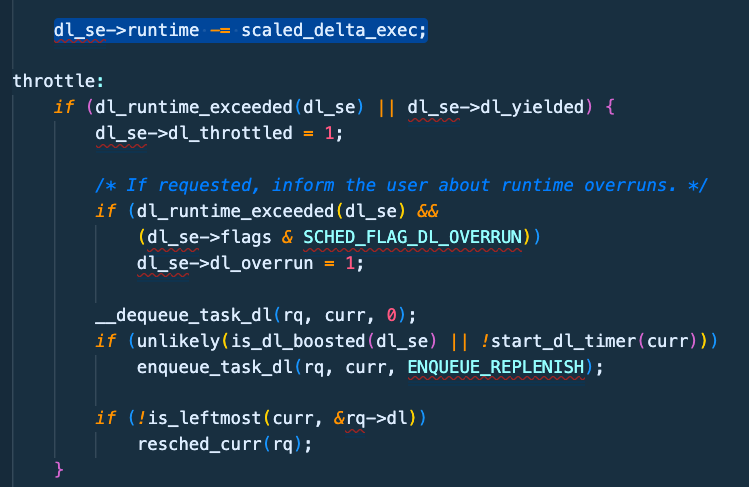 dl_se->runtime -= scaled_delta_exec;
throttle:
if (dl_runtime_exceeded(dl_se) || dl_se->dl_yielded) {
dl_se->dl_throttled = 1;
/* If requested, inform the user about runtime overruns. */
if (dl_runtime_exceeded(dl_se) &&
(dl_se->flags & SCHED_FLAG_DL_OVERRUN))
dl_se->dl_overrun = 1;
__dequeue_task_dl(rq, curr, 0);
if (unlikely(is_dl_boosted(dl_se) || !start_dl_timer(curr)))
enqueue_task_dl(rq, curr, ENQUEUE_REPLENISH);
if (!is_leftmost(curr, &rq->dl))
resched_curr(rq);
}